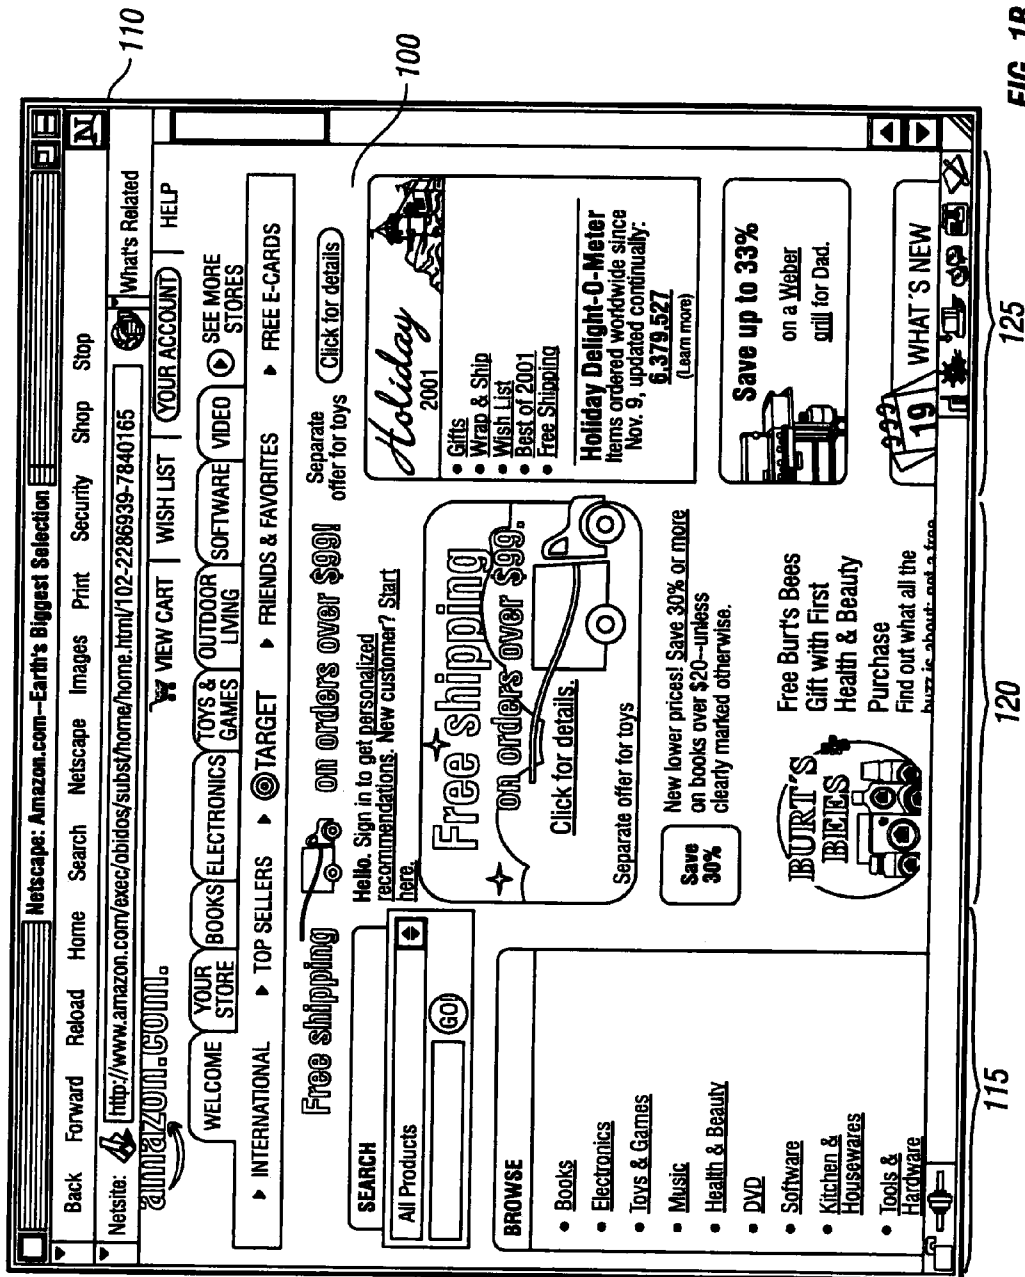 110
Netscape: Amazon.com—Earth's Biggest Selection
Back Forward Reload Home Search Netscape Images Print Security Shop Stop
N
Netsite: http://www.amazon.com/exec/obidos/subst/home/home.html/102-2286939-7840165 What's Related
amazon.com.
VIEW CART | WISH LIST | YOUR ACCOUNT | HELP
WELCOME
YOUR STORE
BOOKS
ELECTRONICS
TOYS & GAMES
OUTDOOR LIVING
SOFTWARE
VIDEO
SEE MORE STORES
INTERNATIONAL TOP SELLERS TARGET FRIENDS & FAVORITES FREE E-CARDS
Free shipping on orders over $99!
Separate
offer for toys
Click for details
100
SEARCH
All Products
GO!
BROWSE
• Books
• Electronics
• Toys & Games
• Music
• Health & Beauty
• DVD
• Software
• Kitchen &
Housewares
• Tools &
Hardware
Hello. Sign in to get personalized
recommendations. New customer? Start
here.
Free shipping
on orders over $99.
Click for details.
Separate offer for toys
Save
30%
New lower prices! Save 30% or more
on books over $20--unless
clearly marked otherwise.
BURT'S
BEES
Free Burt's Bees
Gift with First
Health & Beauty
Purchase
Find out what all the
buzz is about: get a free
Holiday
2001
• Gifts
• Wrap & Ship
• Wish List
• Best of 2001
• Free Shipping
Holiday Delight-O-Meter
Items ordered worldwide since
Nov. 9, updated continually:
6,379,527
(Learn more)
Save up to 33%
on a Weber
grill for Dad.
19
WHAT'S NEW
115
120
125
FIG. 1B